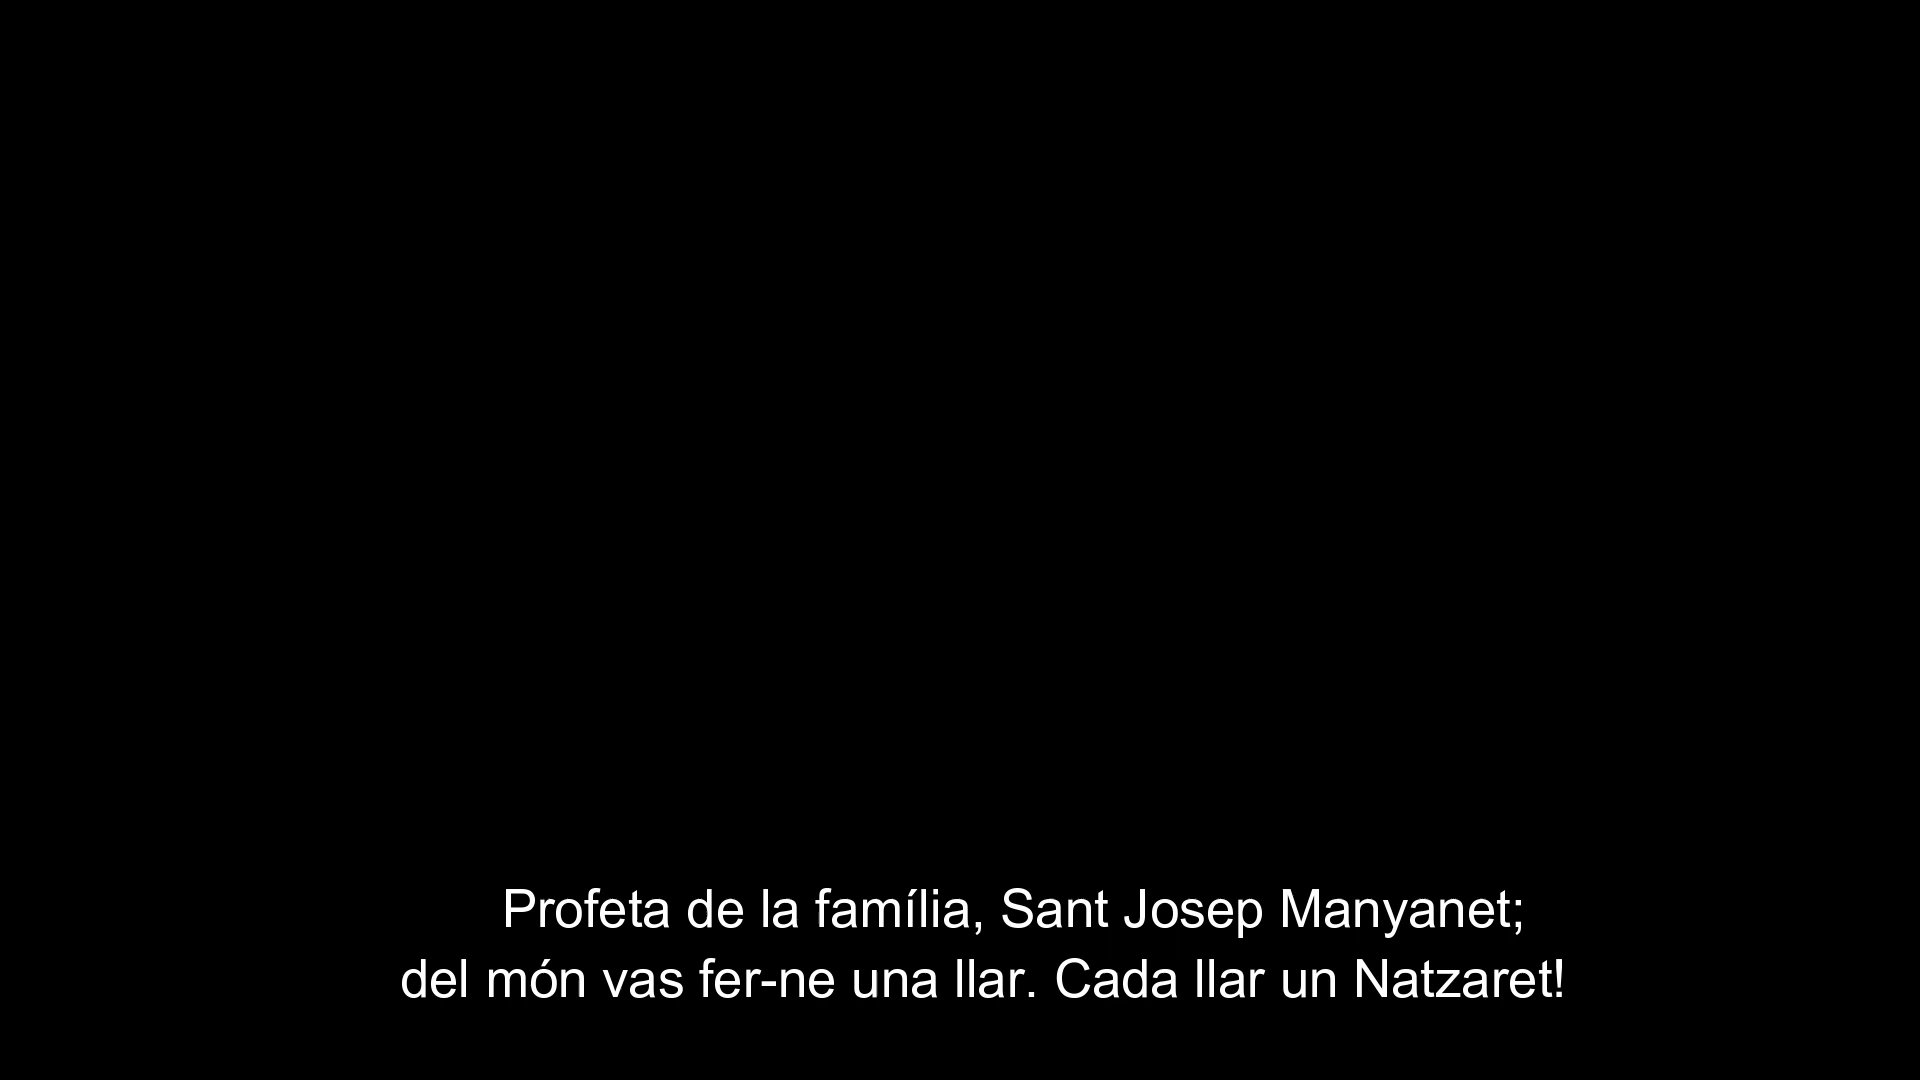 Profeta de la família, Sant Josep Manyanet;
del món vas fer-ne una llar. Cada llar un Natzaret!